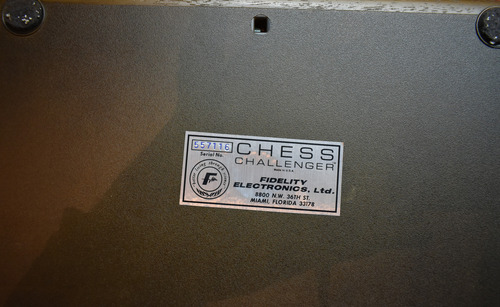 557116
Serial No.
CHESS
CHALLENGER
MADE IN U.S.A.
FIDELITY
ELECTRONICS, Ltd.
8800 N.W. 36TH ST.
MIAMI, FLORIDA 33178